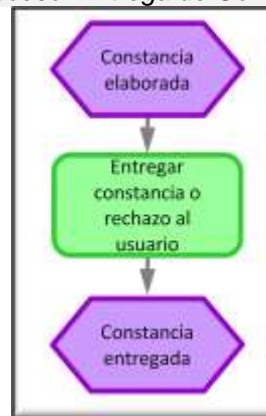 Constancia
elaborada
Entregar
constancia o
rechazo al
usuario
Constancia
entregada